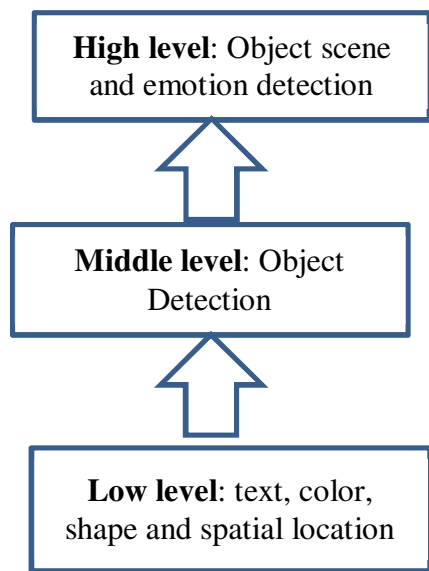 High level: Object scene
and emotion detection
Middle level: Object
Detection
Low level: text, color,
shape and spatial location